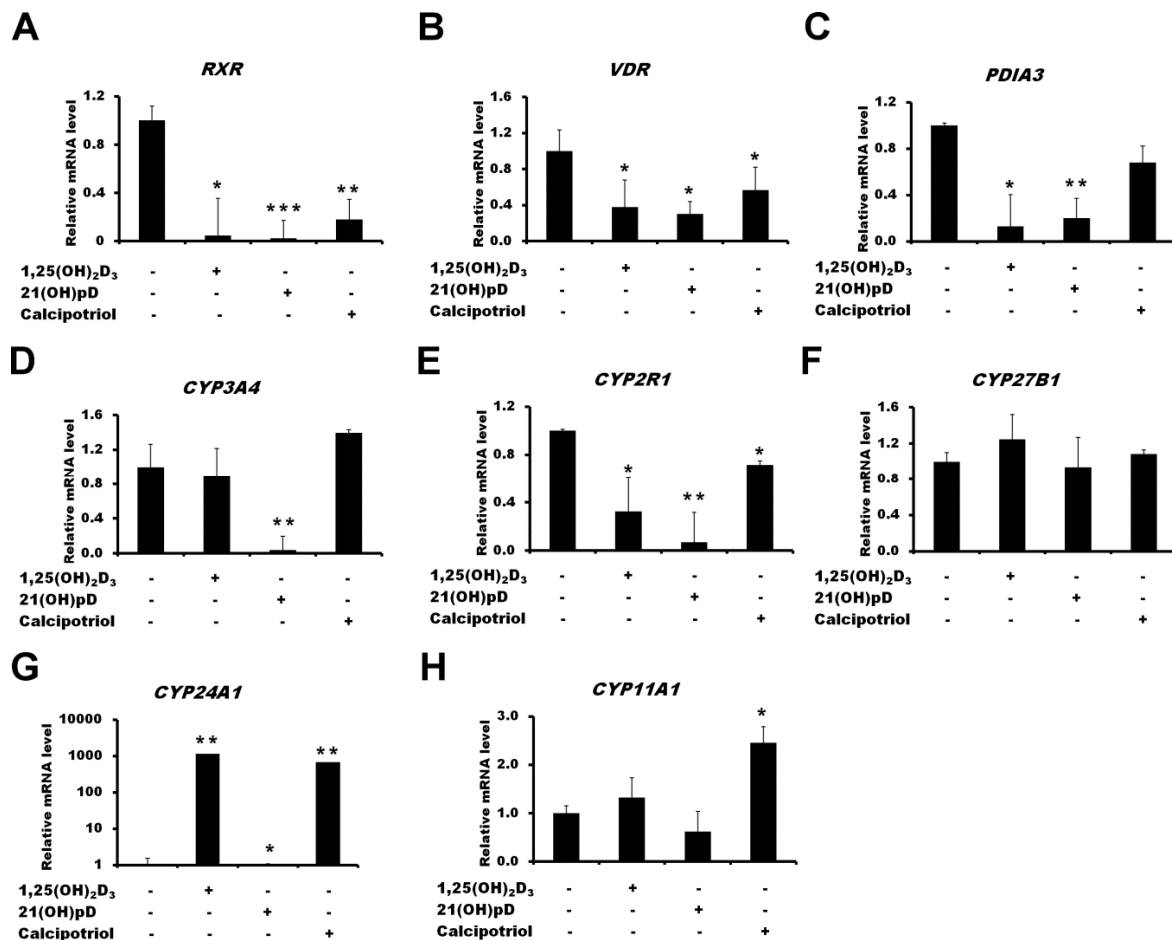 A
RXR
Relative mRNA level
1.2
0.8
0.4
0
*
***
**
1,25(OH)₂D₃ - + - -
21(OH)pD - - + -
Calcipotriol - - - +
B
VDR
Relative mRNA level
1.6
1.2
0.8
0.4
0.0
*
*
*
1,25(OH)₂D₃ - + - -
21(OH)pD - - + -
Calcipotriol - - - +
C
PDIA3
Relative mRNA level
1.2
0.8
0.4
0.0
*
**
1,25(OH)₂D₃ - + - -
21(OH)pD - - + -
Calcipotriol - - - +
D
CYP3A4
Relative mRNA level
1.6
1.2
0.8
0.4
0.0
**
1,25(OH)₂D₃ - + - -
21(OH)pD - - + -
Calcipotriol - - - +
E
CYP2R1
Relative mRNA level
1.2
0.8
0.4
0.0
*
**
*
1,25(OH)₂D₃ - + - -
21(OH)pD - - + -
Calcipotriol - - - +
F
CYP27B1
Relative mRNA level
1.6
1.2
0.8
0.4
0.0
1,25(OH)₂D₃ - + - -
21(OH)pD - - + -
Calcipotriol - - - +
G
CYP24A1
Relative mRNA level
10000
1000
100
10
1
**
*
**
1,25(OH)₂D₃ - + - -
21(OH)pD - - + -
Calcipotriol - - - +
H
CYP11A1
Relative mRNA level
3.0
2.0
1.0
0.0
*
1,25(OH)₂D₃ - + - -
21(OH)pD - - + -
Calcipotriol - - - +